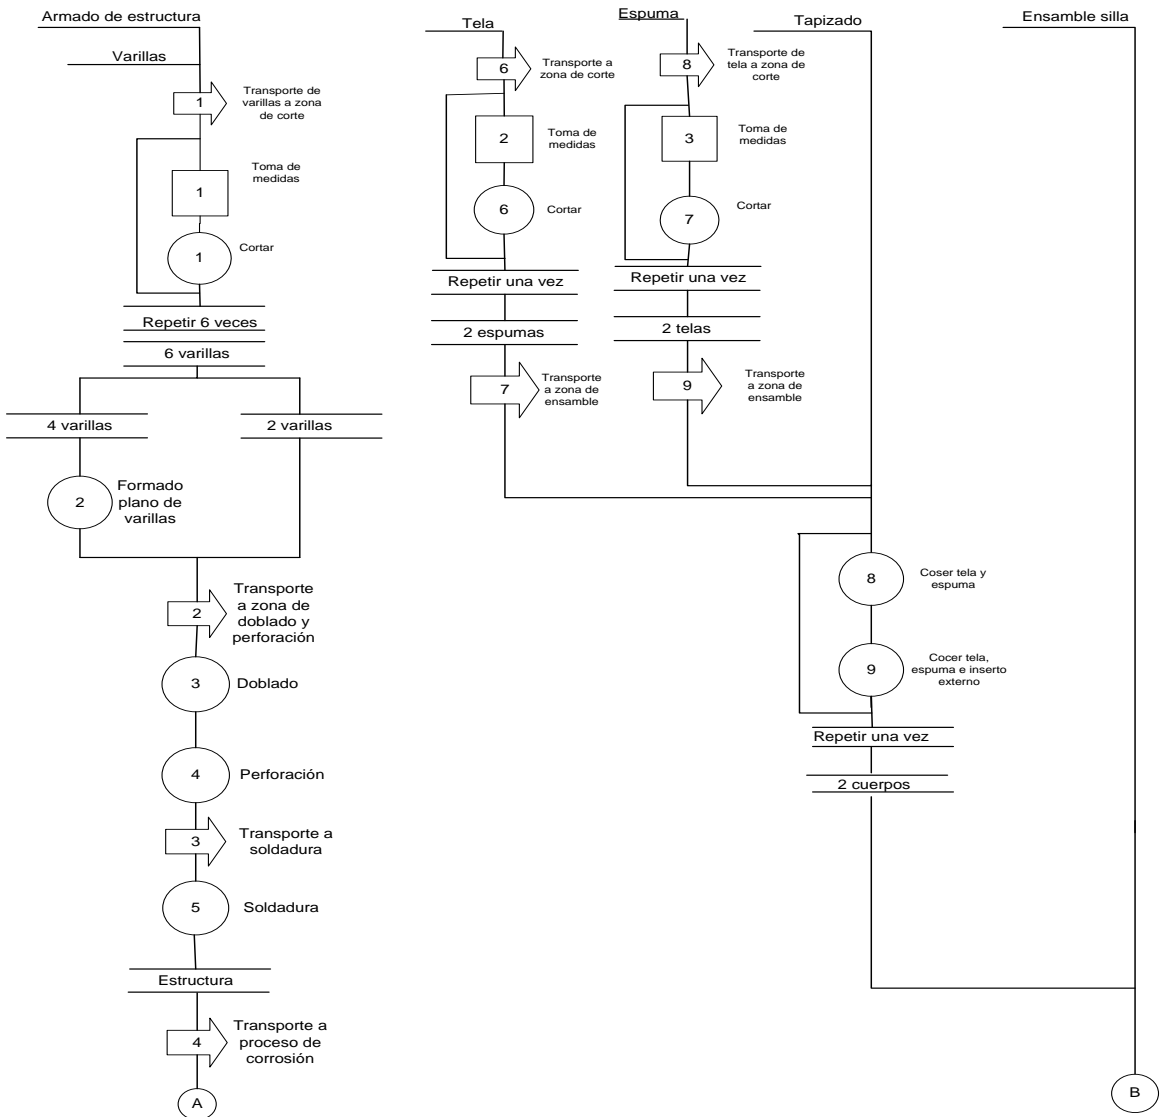 Armado de estructura
Varillas
1
Transporte de
varillas a zona
de corte
1
Toma de
medidas
1
Cortar
Repetir 6 veces
6 varillas
4 varillas
2 varillas
2
Formado
plano de
varillas
2
Transporte
a zona de
doblado y
perforación
3
Doblado
4
Perforación
3
Transporte a
soldadura
5
Soldadura
Estructura
4
Transporte a
proceso de
corrosión
A
Tela
6
Transporte a
zona de corte
2
Toma de
medidas
6
Cortar
Repetir una vez
2 espumas
7
Transporte
a zona de
ensamble
Espuma
8
Transporte de
tela a zona de
corte
3
Toma de
medidas
7
Cortar
Repetir una vez
2 telas
9
Transporte
a zona de
ensamble
Tapizado
8
Coser tela y
espuma
9
Cocer tela,
espuma e inserto
externo
Repetir una vez
2 cuerpos
Ensamble silla
B